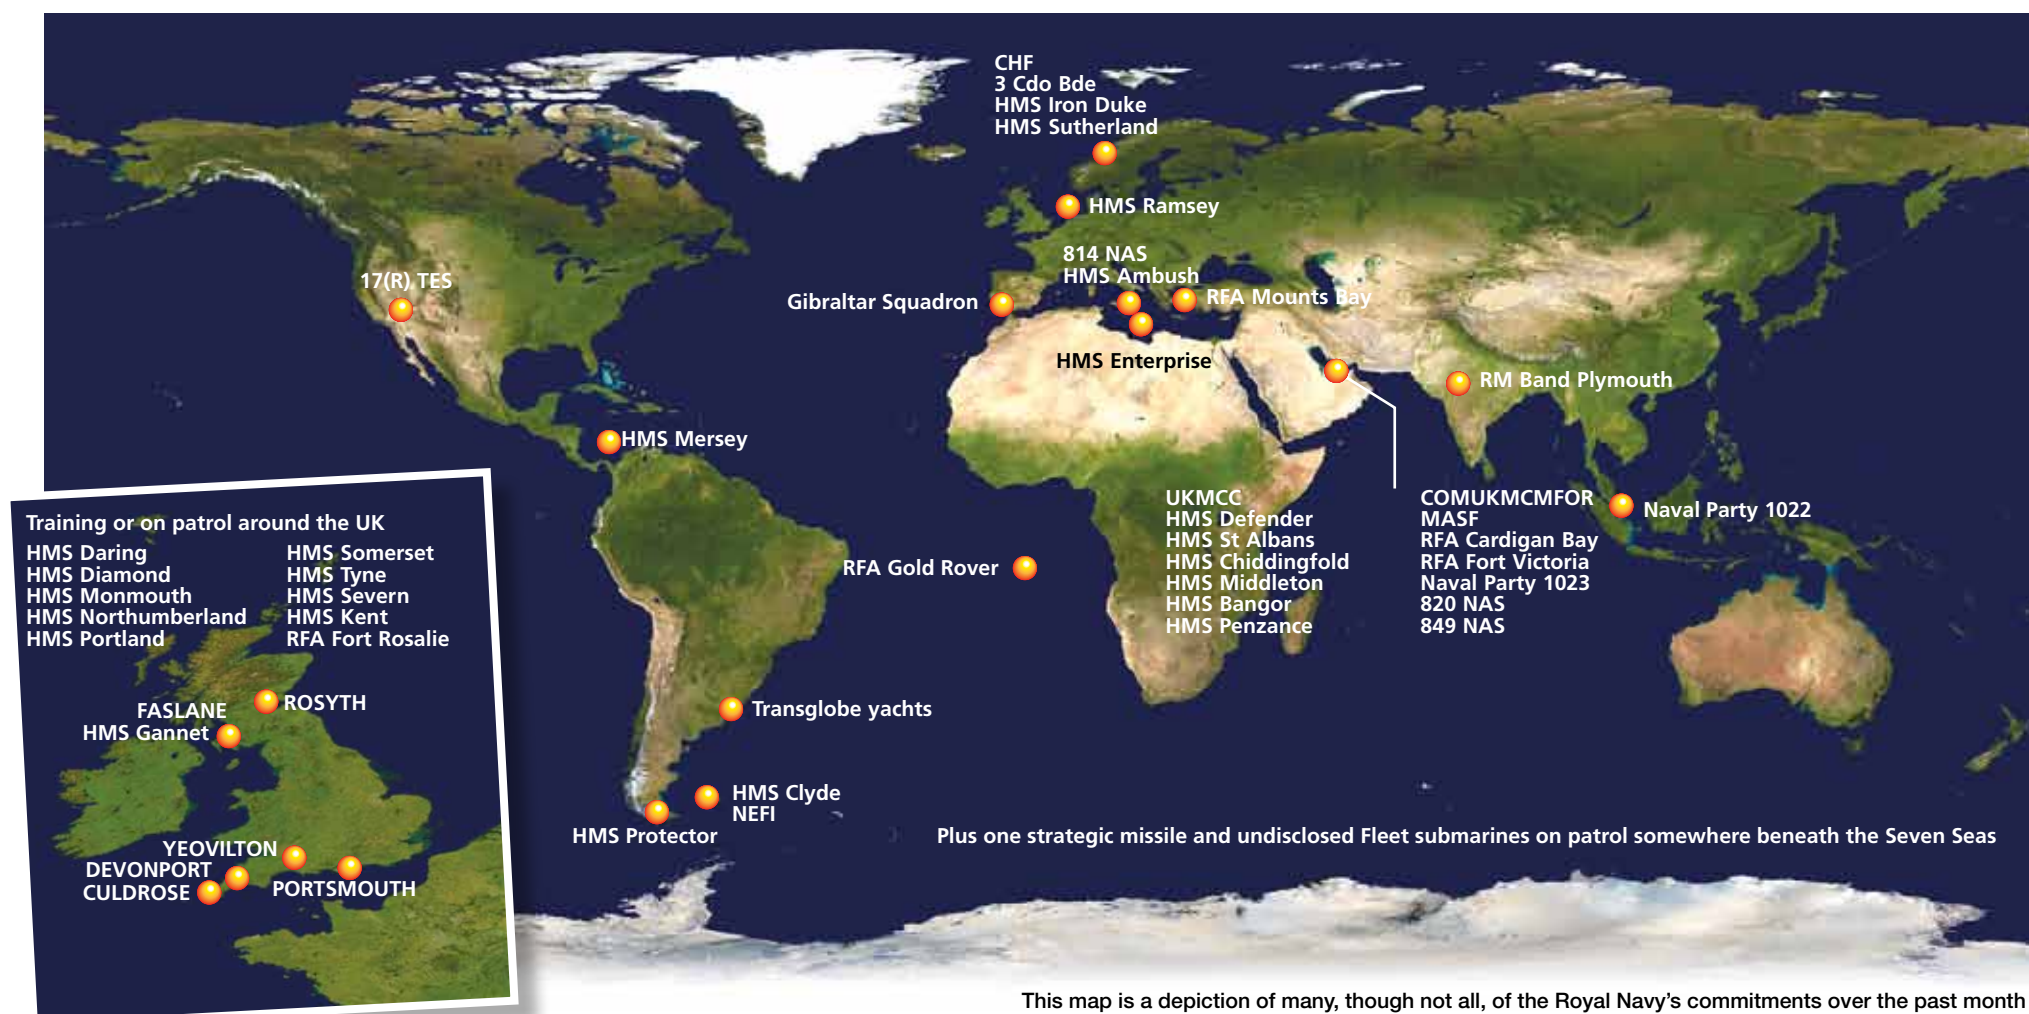 CHF
3 Cdo Bde
HMS Iron Duke
HMS Sutherland
HMS Ramsey
814 NAS
HMS Ambush
17(R) TES
Gibraltar Squadron
RFA Mounts Bay
HMS Enterprise
RM Band Plymouth
HMS Mersey
UKMCC
HMS Defender
HMS St Albans
HMS Chiddingfold
HMS Middleton
HMS Bangor
HMS Penzance
COMUKMCMFOR
MASF
RFA Cardigan Bay
RFA Fort Victoria
Naval Party 1023
820 NAS
849 NAS
Naval Party 1022
RFA Gold Rover
Transglobe yachts
HMS Clyde
NEFI
HMS Protector
Training or on patrol around the UK
HMS Daring
HMS Diamond
HMS Monmouth
HMS Northumberland
HMS Portland
HMS Somerset
HMS Tyne
HMS Severn
HMS Kent
RFA Fort Rosalie
ROSYTH
FASLANE
HMS Gannet
YEOVILTON
DEVONPORT
CULDROSE
PORTSMOUTH
Plus one strategic missile and undisclosed Fleet submarines on patrol somewhere beneath the Seven Seas
This map is a depiction of many, though not all, of the Royal Navy's commitments over the past month